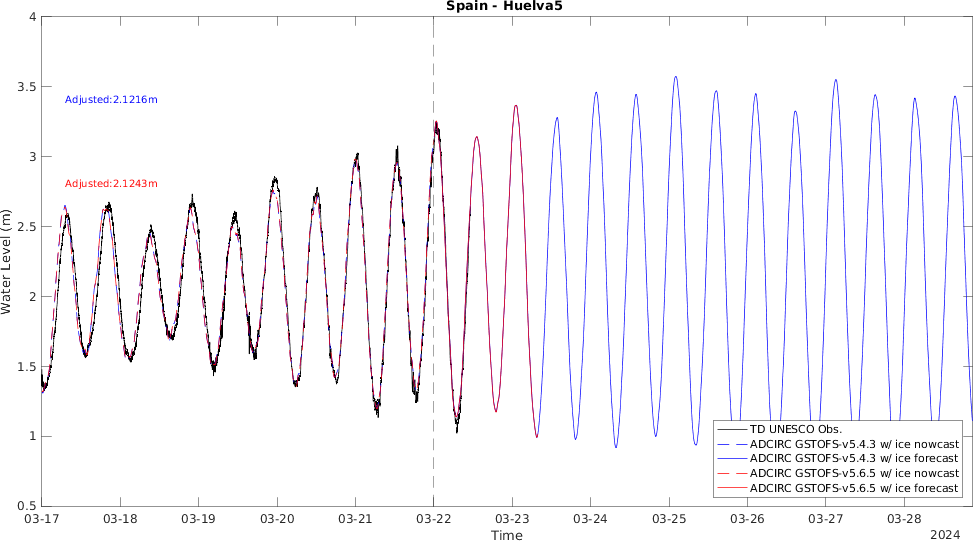 Spain - Huelva5
4
3.5
3
2.5
2
1.5
1
0.5
Water Level (m)
Adjusted:2.1216m
Adjusted:2.1243m
TD UNESCO Obs.
ADCIRC GSTOFS-v5.4.3 w/ ice nowcast
ADCIRC GSTOFS-v5.4.3 w/ ice forecast
ADCIRC GSTOFS-v5.6.5 w/ ice nowcast
ADCIRC GSTOFS-v5.6.5 w/ ice forecast
03-17 03-18 03-19 03-20 03-21 03-22 03-23 03-24 03-25 03-26 03-27 03-28
Time
2024